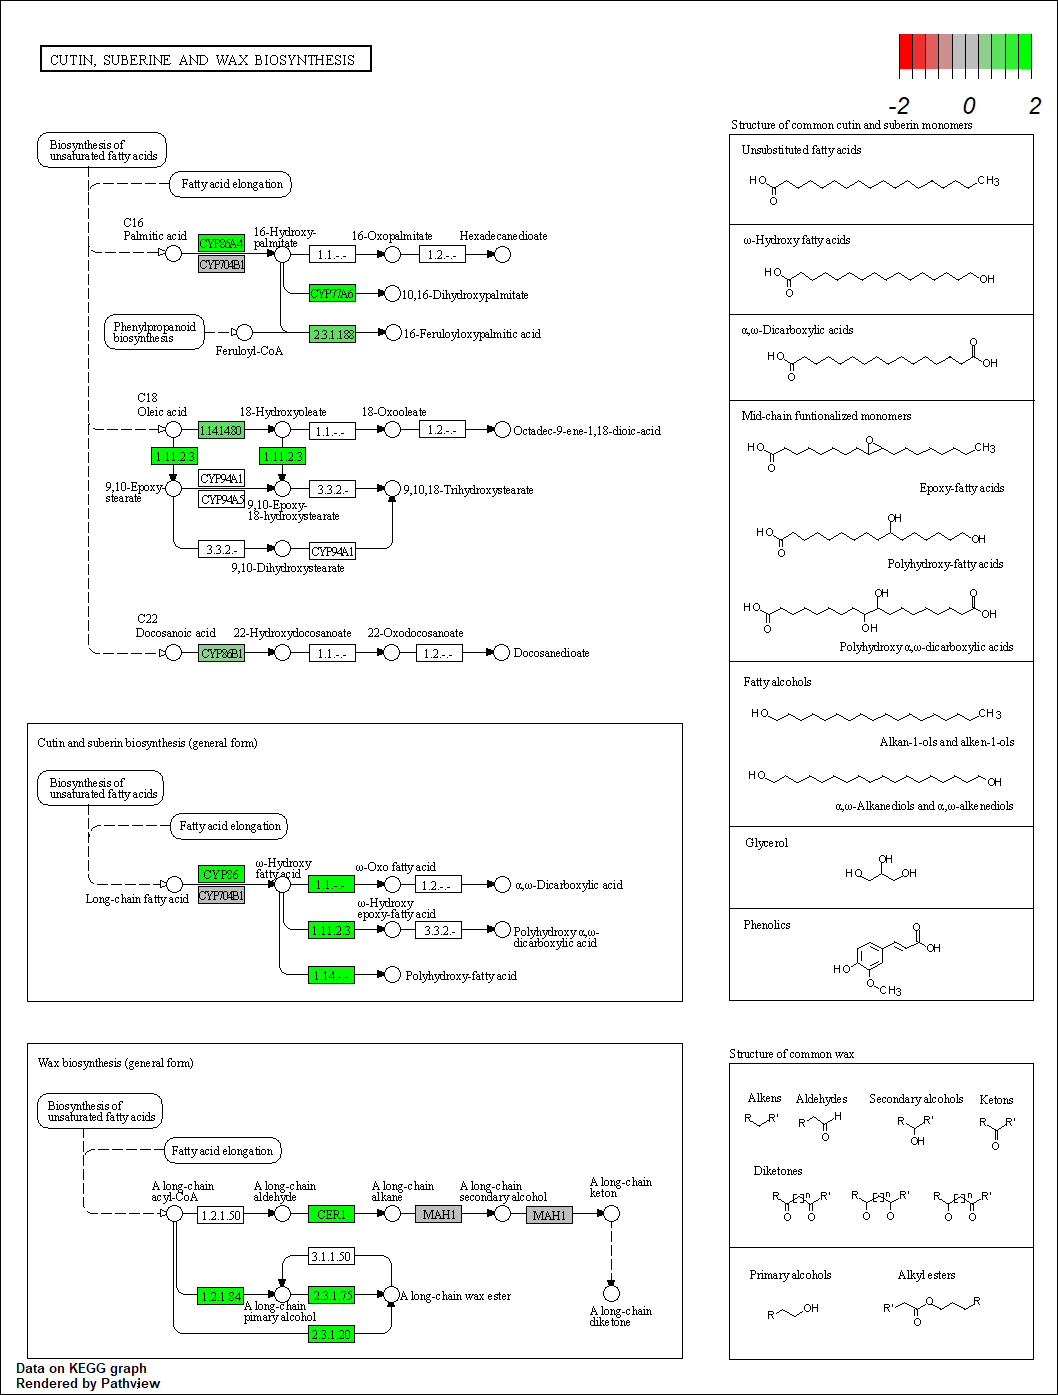 CUTIN, SUBERINE AND WAX BIOSYNTHESIS
-2 0 2
Biosynthesis of
unsaturated fatty acids
Fatty acid elongation
C16
Palmitic acid
CYP86A4
CYP704B1
16-Hydroxy-
palmitate
1.1.-.-
16-Oxopalmitate
1.2.-.-
Hexadecanedioate
CYP77A6
10,16-Dihydroxypalmitate
Phenylpropanoid
biosynthesis
Feruloyl-CoA
2.3.1.188
16-Feruloyloxypalmitic acid
C18
Oleic acid
1.14.14.80
18-Hydroxyoleate
1.1.-.-
18-Oxooleate
1.2.-.-
Octadec-9-ene-1,18-dioic-acid
1.11.2.3
1.11.2.3
9,10-Epoxy-
stearate
CYP94A1
CYP94A5
9,10-Epoxy-
18-hydroxystearate
3.3.2.-
9,10,18-Trihydroxystearate
3.3.2.-
9,10-Dihydroxystearate
CYP94A1
C22
Docosanoic acid
CYP86B1
22-Hydroxydocosanoate
1.1.-.-
22-Oxodocosanoate
1.2.-.-
Docosanedioate
Cutin and suberin biosynthesis (general form)
Biosynthesis of
unsaturated fatty acids
Fatty acid elongation
Long-chain fatty acid
CYP86
CYP704B1
ω-Hydroxy
fatty acid
1.1.-.-
ω-Oxo fatty acid
1.2.-.-
α,ω-Dicarboxylic acid
1.11.2.3
ω-Hydroxy
epoxy-fatty acid
3.3.2.-
Polyhydroxy α,ω-
dicarboxylic acid
1.14.-.-
Polyhydroxy-fatty acid
Wax biosynthesis (general form)
Biosynthesis of
unsaturated fatty acids
Fatty acid elongation
A long-chain
acyl-CoA
1.2.1.50
A long-chain
aldehyde
CER1
A long-chain
alkane
MAH1
A long-chain
secondary alcohol
MAH1
A long-chain
keton
3.1.1.50
1.2.1.84
A long-chain
pimary alcohol
2.3.1.75
A long-chain wax ester
2.3.1.20
A long-chain
diketone
Structure of common cutin and suberin monomers
Unsubstituted fatty acids
HO O CH3
ω-Hydroxy fatty acids
HO O OH
α,ω-Dicarboxylic acids
HO O O OH
Mid-chain funtionalized monomers
HO O O CH3
Epoxy-fatty acids
HO O OH OH
Polyhydroxy-fatty acids
HO O OH OH O OH
Polyhydroxy α,ω-dicarboxylic acids
Fatty alcohols
HO CH3
Alkan-1-ols and alken-1-ols
HO OH
α,ω-Alkanediols and α,ω-alkenediols
Glycerol
HO OH OH
Phenolics
HO O CH3 O OH
Structure of common wax
Alkens Aldehydes Secondary alcohols Ketons
R R' R H O R R' OH R R' O
Diketones
R n R' O O R n R' O O R n R' O O
Primary alcohols Alkyl esters
R OH R' O O R
Data on KEGG graph
Rendered by Pathview